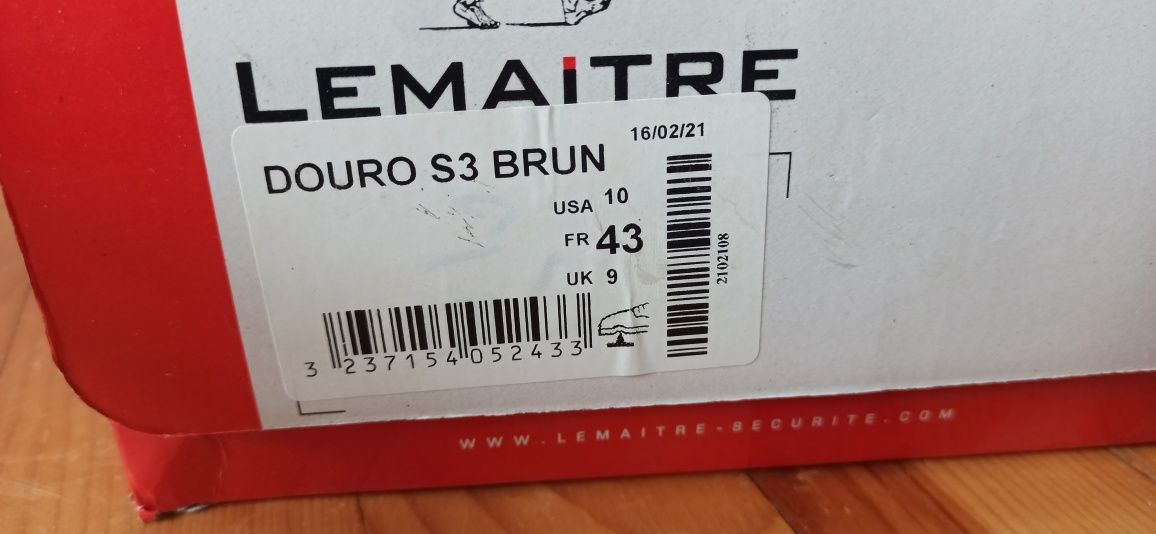 LEMAiTRE
16/02/21
DOURO S3 BRUN
USA 10
FR 43
UK 9
2102108
3 237154 052433
WWW.LEMAITRE-SECURITE.COM